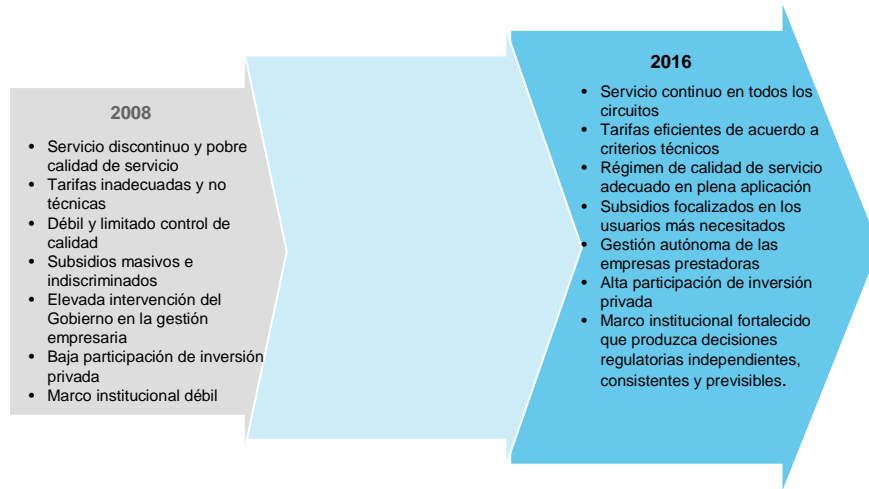 2008
• Servicio discontinuo y pobre
calidad de servicio
• Tarifas inadecuadas y no
técnicas
• Débil y limitado control de
calidad
• Subsidios masivos e
indiscriminados
• Elevada intervención del
Gobierno en la gestión
empresaria
• Baja participación de inversión
privada
• Marco institucional débil
2016
• Servicio continuo en todos los
circuitos
• Tarifas eficientes de acuerdo a
criterios técnicos
• Régimen de calidad de servicio
adecuado en plena aplicación
• Subsidios focalizados en los
usuarios más necesitados
• Gestión autónoma de las
empresas prestadoras
• Alta participación de inversión
privada
• Marco institucional fortalecido
que produzca decisiones
regulatorias independientes,
consistentes y previsibles.